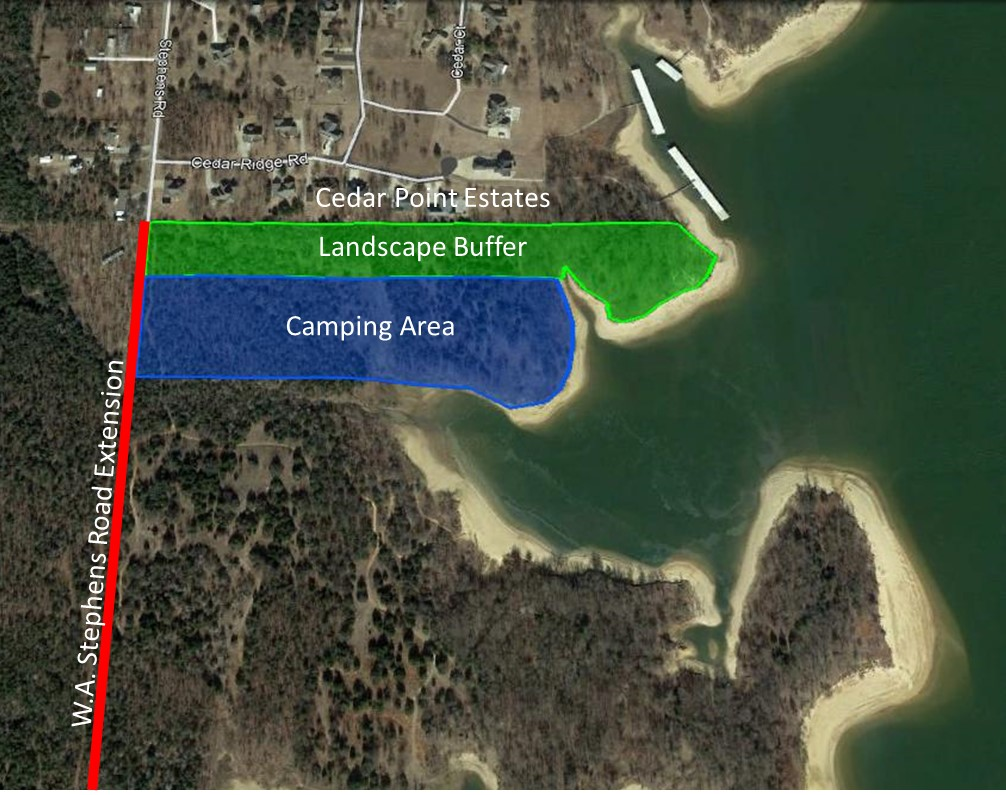 Stephens Rd
Cedar Ct
Cedar Ridge Rd
Cedar Point Estates
Landscape Buffer
Camping Area
W.A. Stephens Road Extension